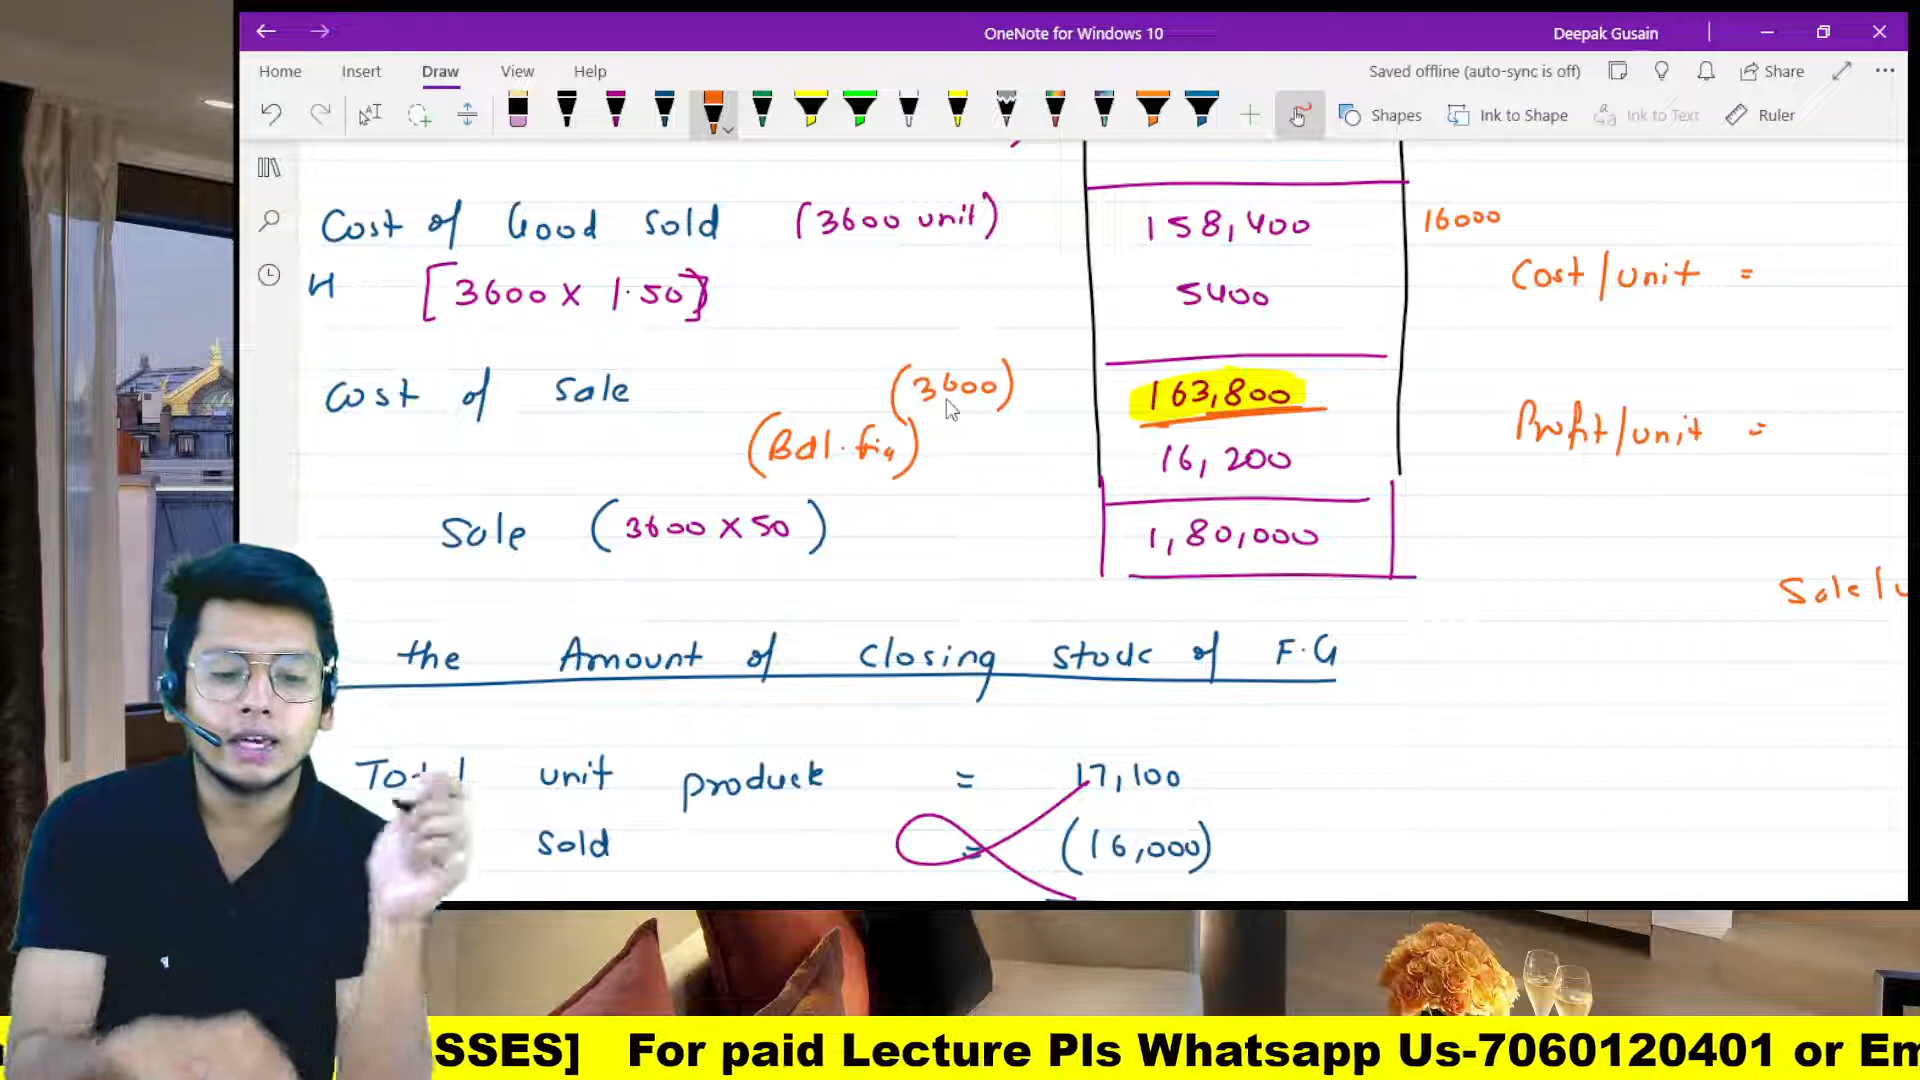 OneNote for Windows 10
Deepak Gusain
Home Insert Draw View Help
Saved offline (auto-sync is off) Share
Shapes Ink to Shape Ink to Text Ruler
Cost of Good Sold (3600 unit) 158,400 16000
[3600 X 1.50] 5400
Cost/unit =
Cost of Sale (3600) 163,800
(Bal. fig) 16,200
Profit/unit =
Sale (3600 X 50) 1,80,000
Sale/
the Amount of Closing Stock of F.G
Total unit produck = 17,100
Sold = (16,000)
SSES] For paid Lecture Pls Whatsapp Us-7060120401 or Em